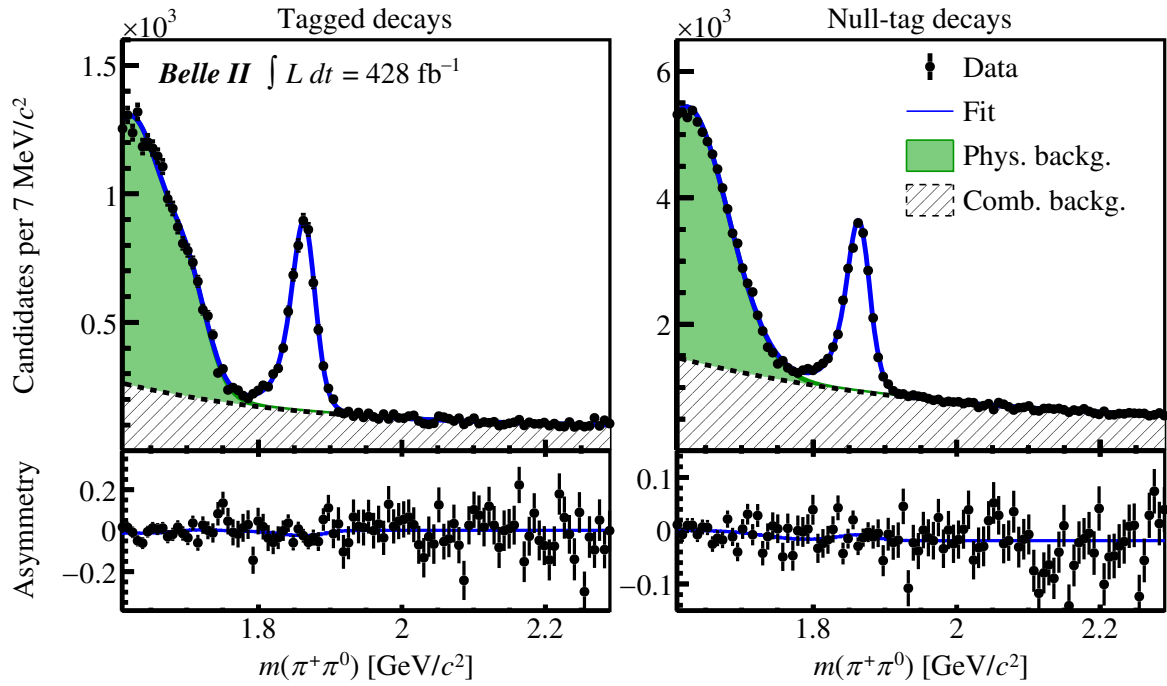 Tagged decays
Null-tag decays
×10³
×10³
Belle II ∫ L dt = 428 fb⁻¹
Data
Fit
Phys. backg.
Comb. backg.
Candidates per 7 MeV/c²
1.5
1
0.5
6
4
2
Asymmetry
0.2
0
−0.2
0.1
0
−0.1
1.8
2
2.2
1.8
2
2.2
m(π⁺π⁰) [GeV/c²]
m(π⁺π⁰) [GeV/c²]